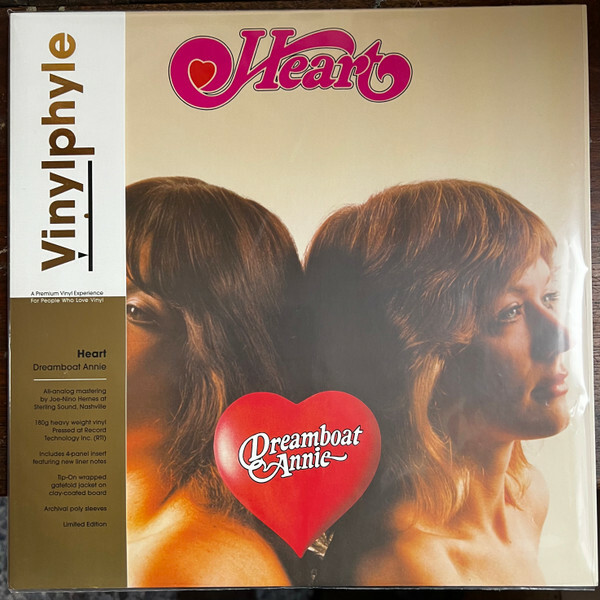 Heart
Vinylphyle
A Premium Vinyl Experience
For People Who Love Vinyl
Heart
Dreamboat Annie
All-analog mastering
by Joe-Nino Hernes at
Sterling Sound, Nashville
180g heavy weight vinyl
Pressed at Record
Technology Inc. (RTI)
Includes 4-panel insert
featuring new liner notes
Tip-On wrapped
gatefold jacket on
clay-coated board
Archival poly sleeves
Limited Edition
Dreamboat
Annie